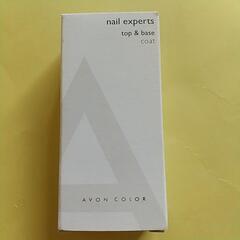 nail experts
top & base
coat
AVON COLOR